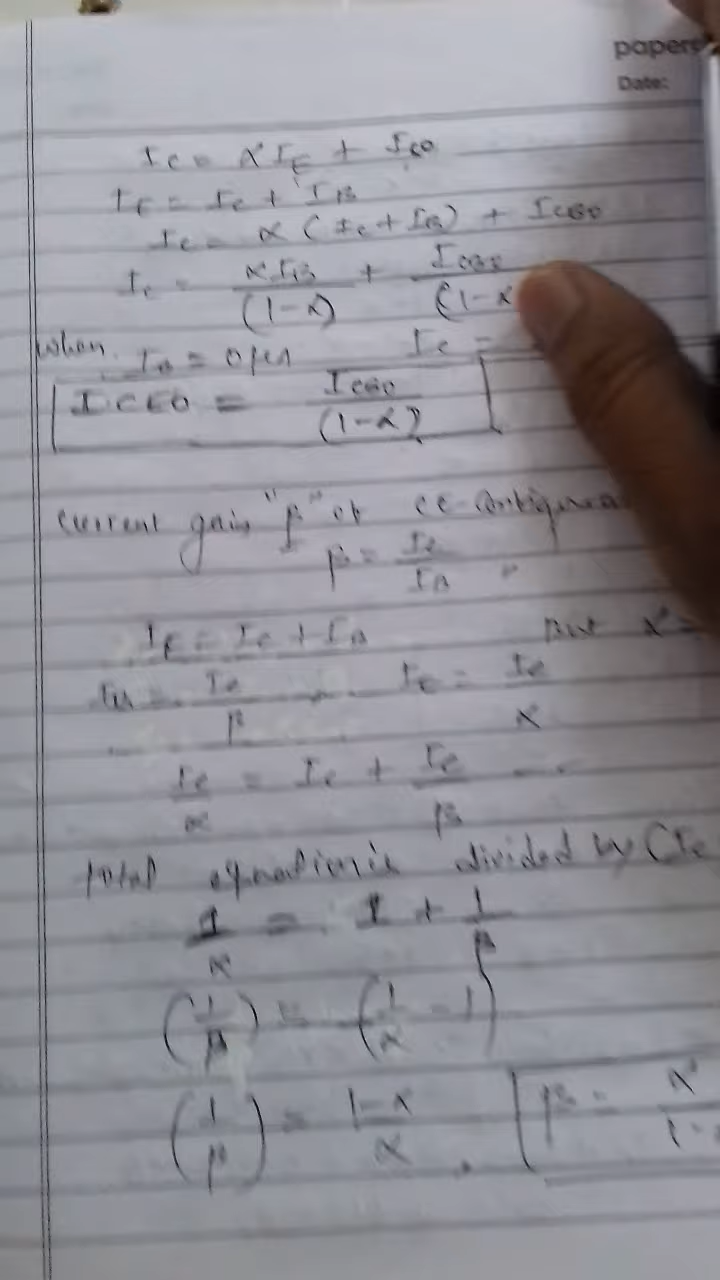 papers
Date:
Ic = αIE + Ico
IE = Ic + IB
Ic = α (Ic + IB) + ICBO
Ic = αIB/(1-α) + ICBO/(1-α
when IB = open Ic =
ICEO = ICBO/(1-α)
current gain "β" of CE-configura
β = Ic/IB
IE = Ic + IB put α =
IB = Ic/β IE = Ic/α
Ic/α = Ic + Ic/β
total equation is divided by (Ic
1/α = 1 + 1/β
(1/β) = (1/α - 1)
(1/β) = 1-α/α β = α/1-